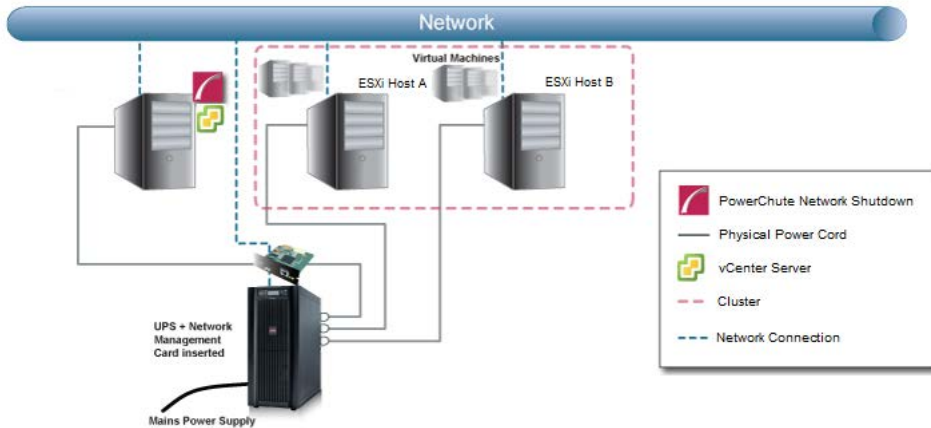 Network
Virtual Machines
ESXi Host A
ESXi Host B
PowerChute Network Shutdown
Physical Power Cord
vCenter Server
Cluster
Network Connection
UPS + Network
Management
Card inserted
Mains Power Supply